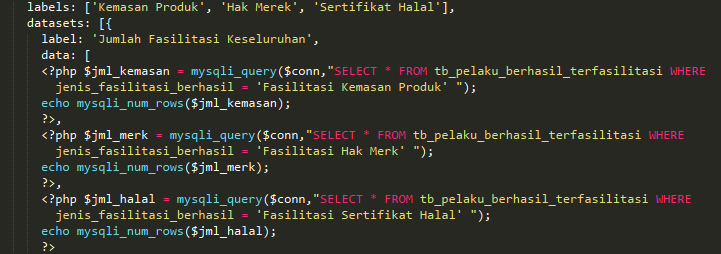 labels: ['Kemasan Produk', 'Hak Merek', 'Sertifikat Halal'],
datasets: [{
label: 'Jumlah Fasilitasi Keseluruhan',
data: [
<?php $jml_kemasan = mysqli_query($conn,"SELECT * FROM tb_pelaku_berhasil_terfasilitasi WHERE
jenis_fasilitasi_berhasil = 'Fasilitasi Kemasan Produk' ");
echo mysqli_num_rows($jml_kemasan);
?>,
<?php $jml_merk = mysqli_query($conn,"SELECT * FROM tb_pelaku_berhasil_terfasilitasi WHERE
jenis_fasilitasi_berhasil = 'Fasilitasi Hak Merk' ");
echo mysqli_num_rows($jml_merk);
?>,
<?php $jml_halal = mysqli_query($conn,"SELECT * FROM tb_pelaku_berhasil_terfasilitasi WHERE
jenis_fasilitasi_berhasil = 'Fasilitasi Sertifikat Halal' ");
echo mysqli_num_rows($jml_halal);
?>